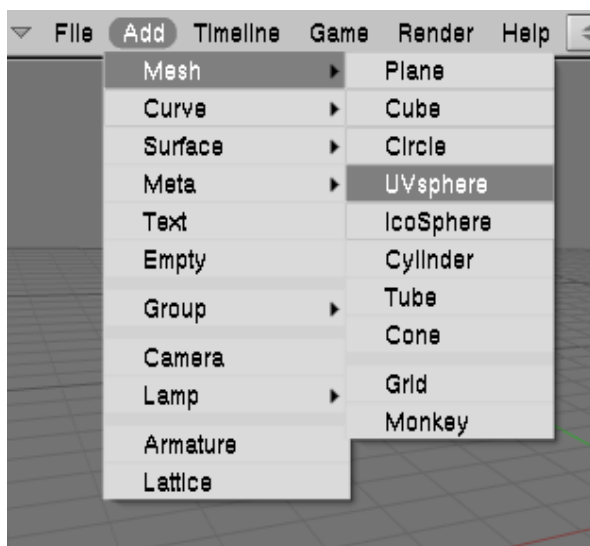 File Add Timeline Game Render Help
Mesh
Curve
Surface
Meta
Text
Empty
Group
Camera
Lamp
Armature
Lattice
Plane
Cube
Circle
UVsphere
IcoSphere
Cylinder
Tube
Cone
Grid
Monkey